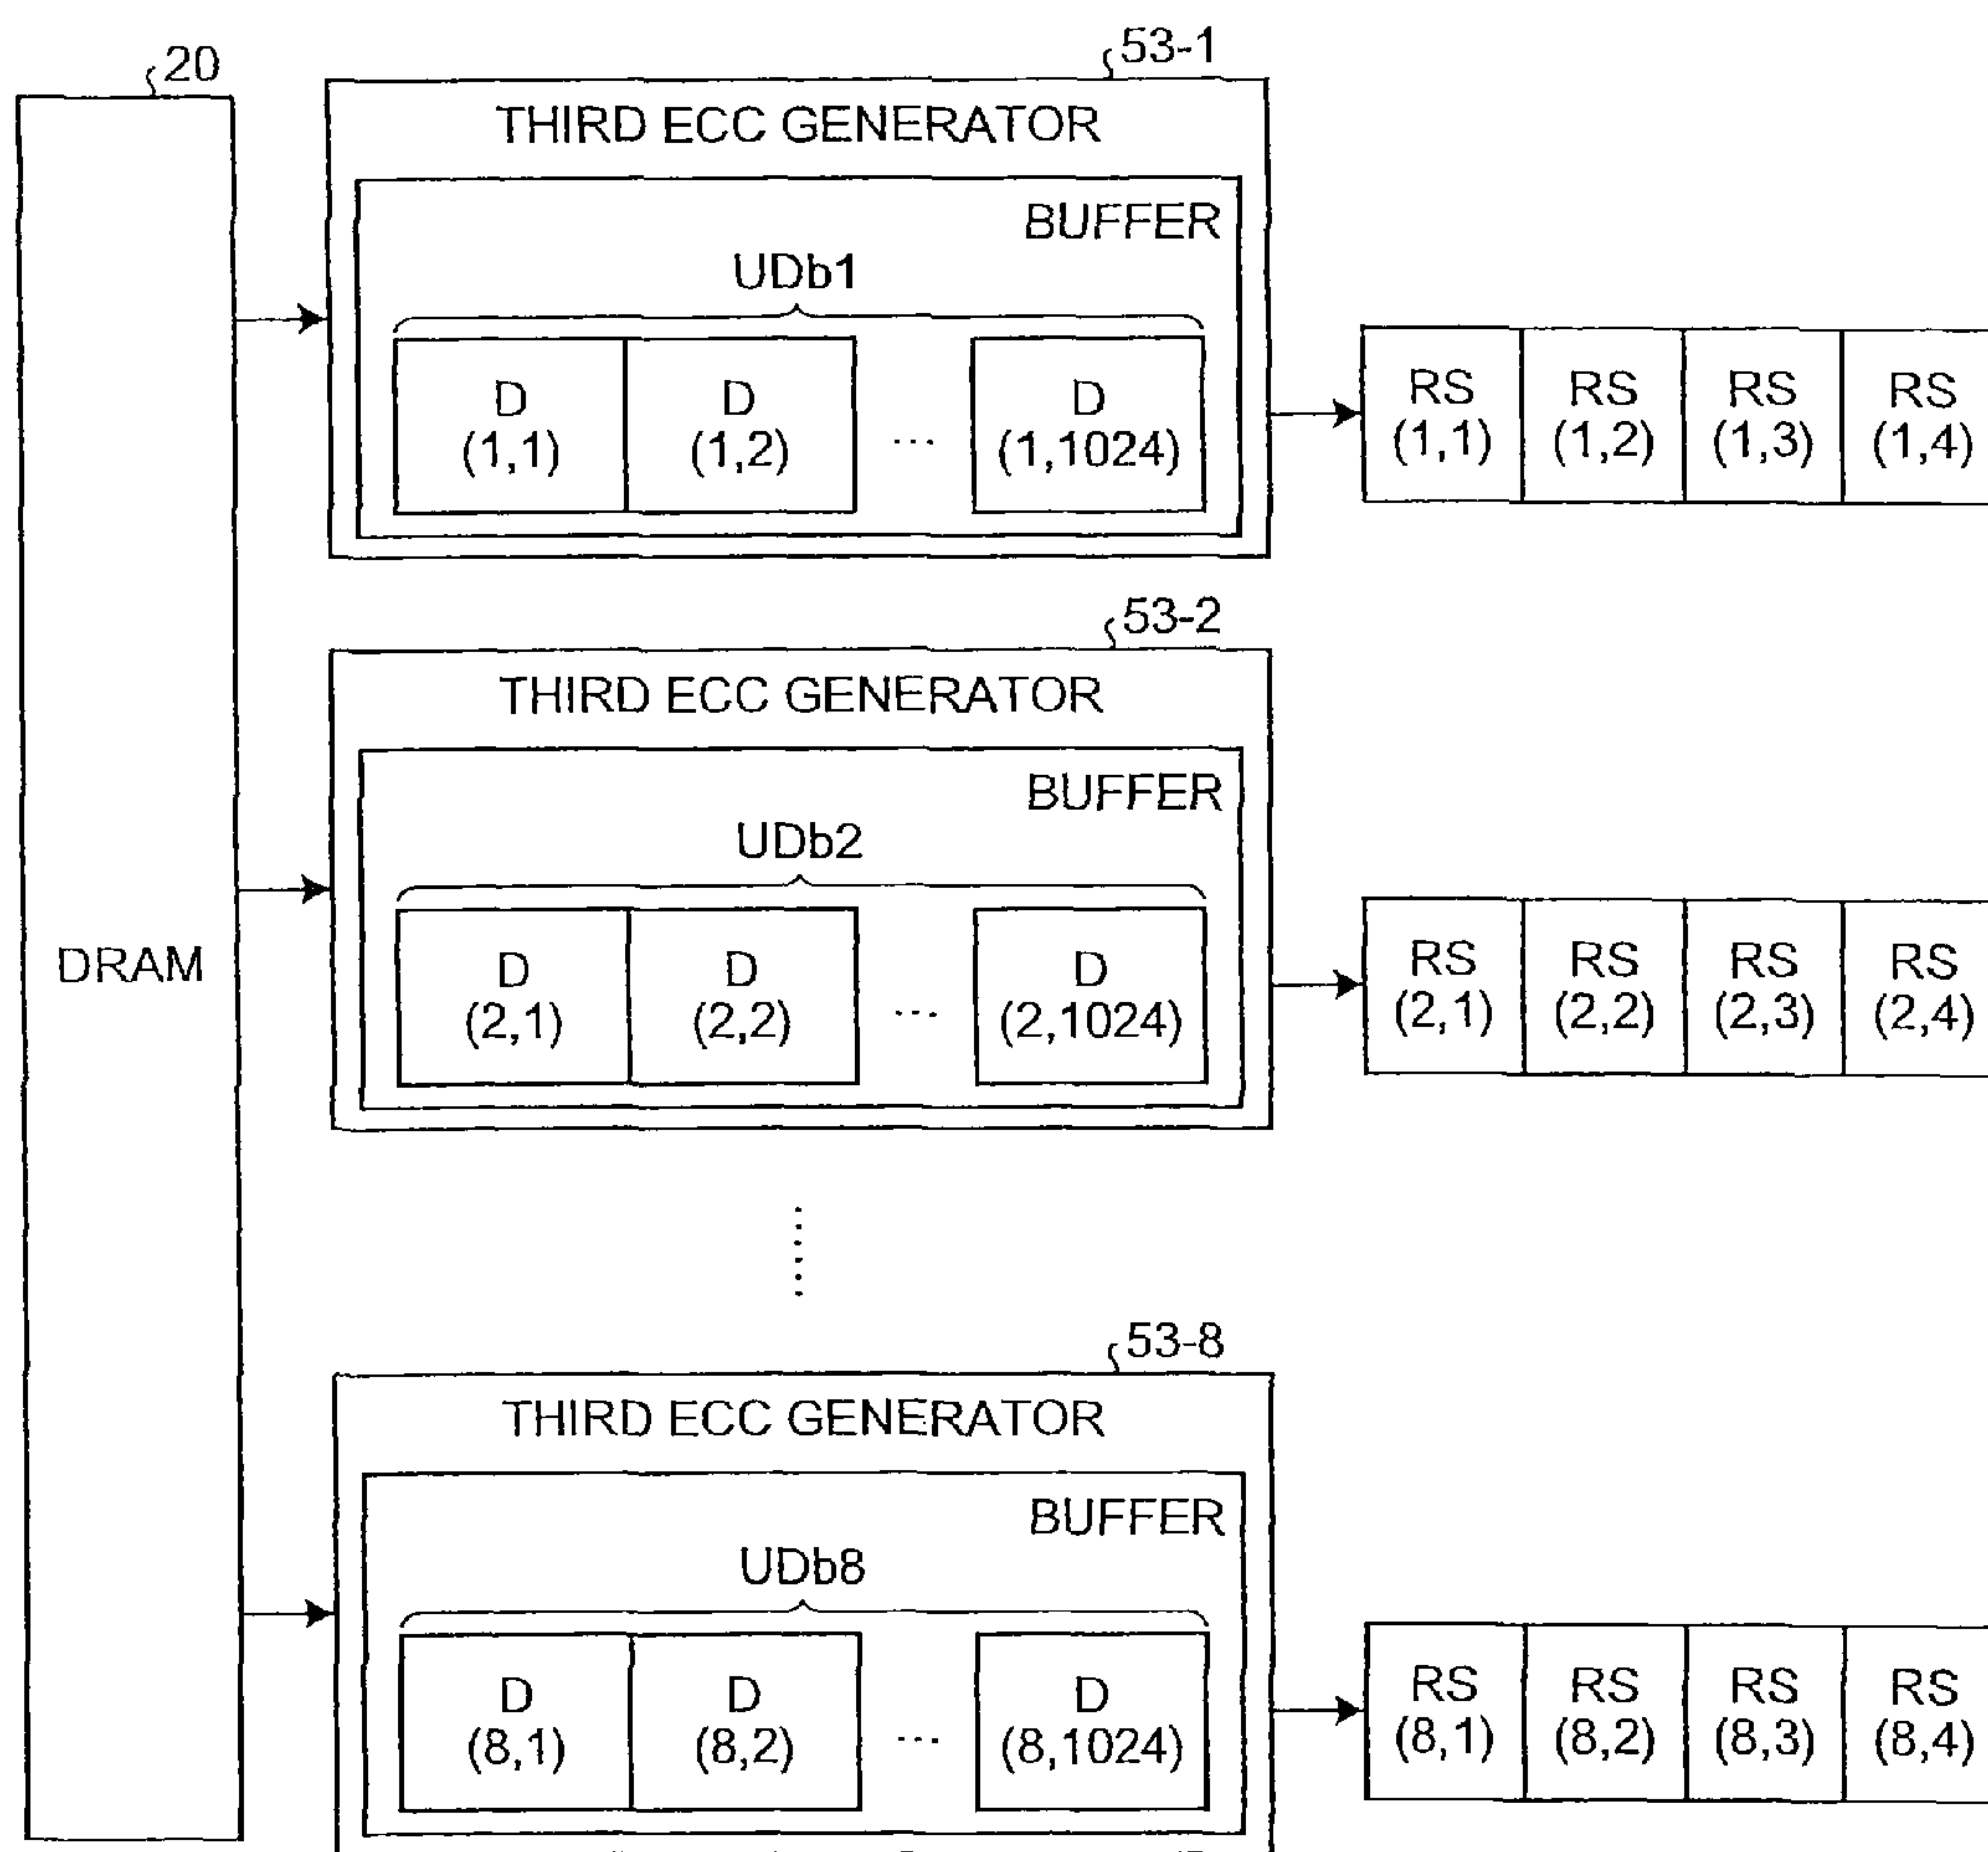 20
53-1
THIRD ECC GENERATOR
BUFFER
UDb1
D
(1,1)
D
(1,2)
...
D
(1,1024)
RS
(1,1)
RS
(1,2)
RS
(1,3)
RS
(1,4)
53-2
THIRD ECC GENERATOR
BUFFER
UDb2
DRAM
D
(2,1)
D
(2,2)
...
D
(2,1024)
RS
(2,1)
RS
(2,2)
RS
(2,3)
RS
(2,4)
53-8
THIRD ECC GENERATOR
BUFFER
UDb8
D
(8,1)
D
(8,2)
...
D
(8,1024)
RS
(8,1)
RS
(8,2)
RS
(8,3)
RS
(8,4)